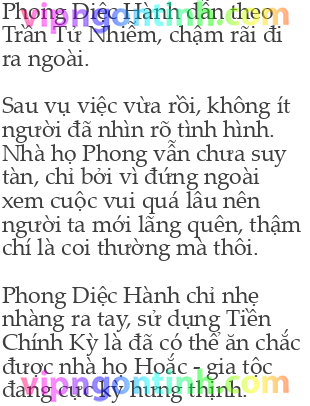 Phong Diệc Hành dẫn theo
Trần Tử Nhiễm, chậm rãi đi
ra ngoài.
Sau vụ việc vừa rồi, không ít
người đã nhìn rõ tình hình.
Nhà họ Phong vẫn chưa suy
tàn, chi bởi vì đứng ngoài
xem cuộc vui quá lâu nên
người ta mới lãng quên, thậm
chí là coi thường mà thôi.
Phong Diệc Hành chỉ nhẹ
nhàng ra tay, sử dụng Tiền
Chính Kỳ là đã có thể ăn chắc
được nhà họ Hoắc - gia tộc
đang cực kỳ hưng thịnh.
vipngontinh.com
vipngontinh.com